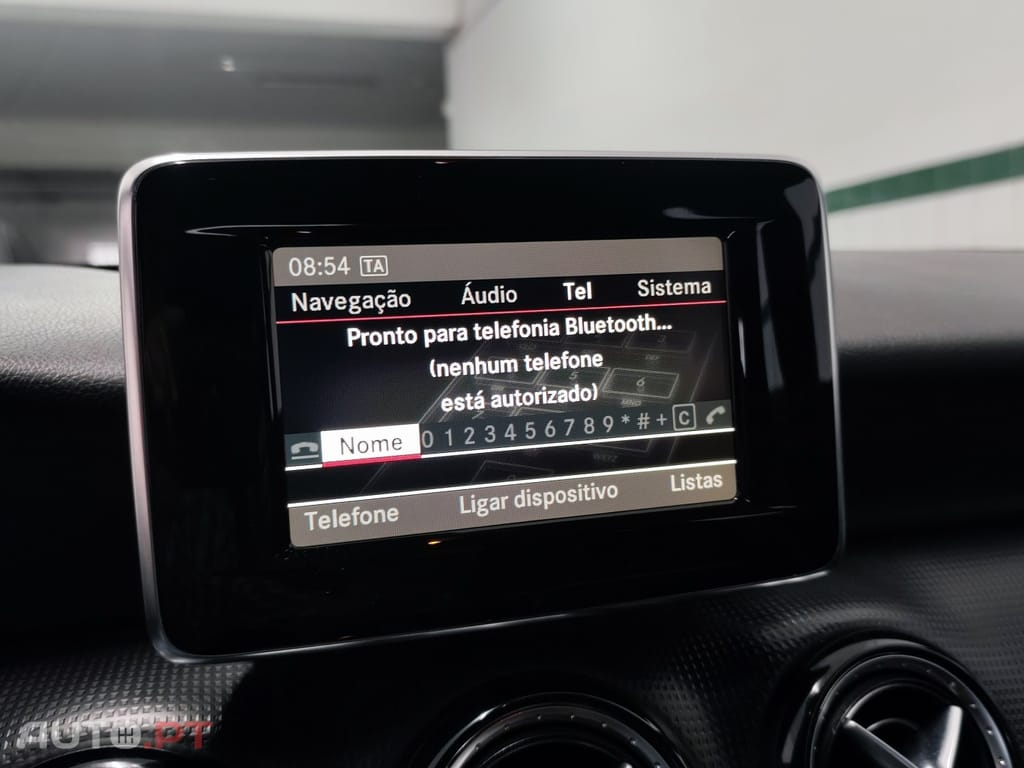 08:54 TA
Navegação Áudio Tel Sistema
Pronto para telefonia Bluetooth...
(nenhum telefone
está autorizado)
Nome 0 1 2 3 4 5 6 7 8 9 * # + C
Telefone Ligar dispositivo Listas
AUTO.PT